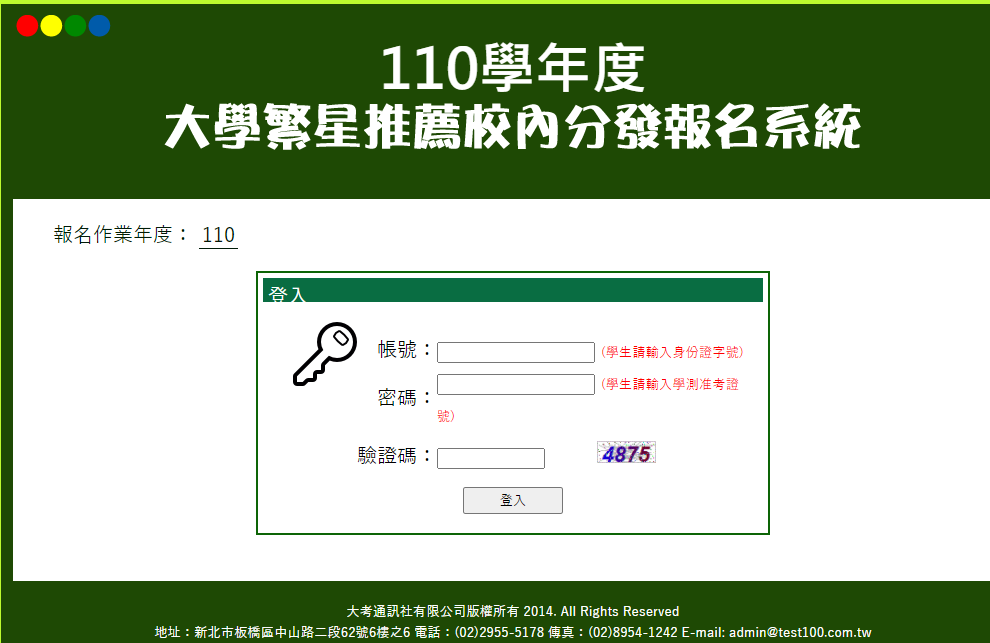 110學年度
大學繁星推薦校內分發報名系統
報名作業年度： 110
登入
帳號： (學生請輸入身份證字號)
密碼： (學生請輸入學測准考證
號)
驗證碼： 4875
登入
大考通訊社有限公司版權所有 2014. All Rights Reserved
地址：新北市板橋區中山路二段62號6樓之6 電話：(02)2955-5178 傳真：(02)8954-1242 E-mail: admin@test100.com.tw